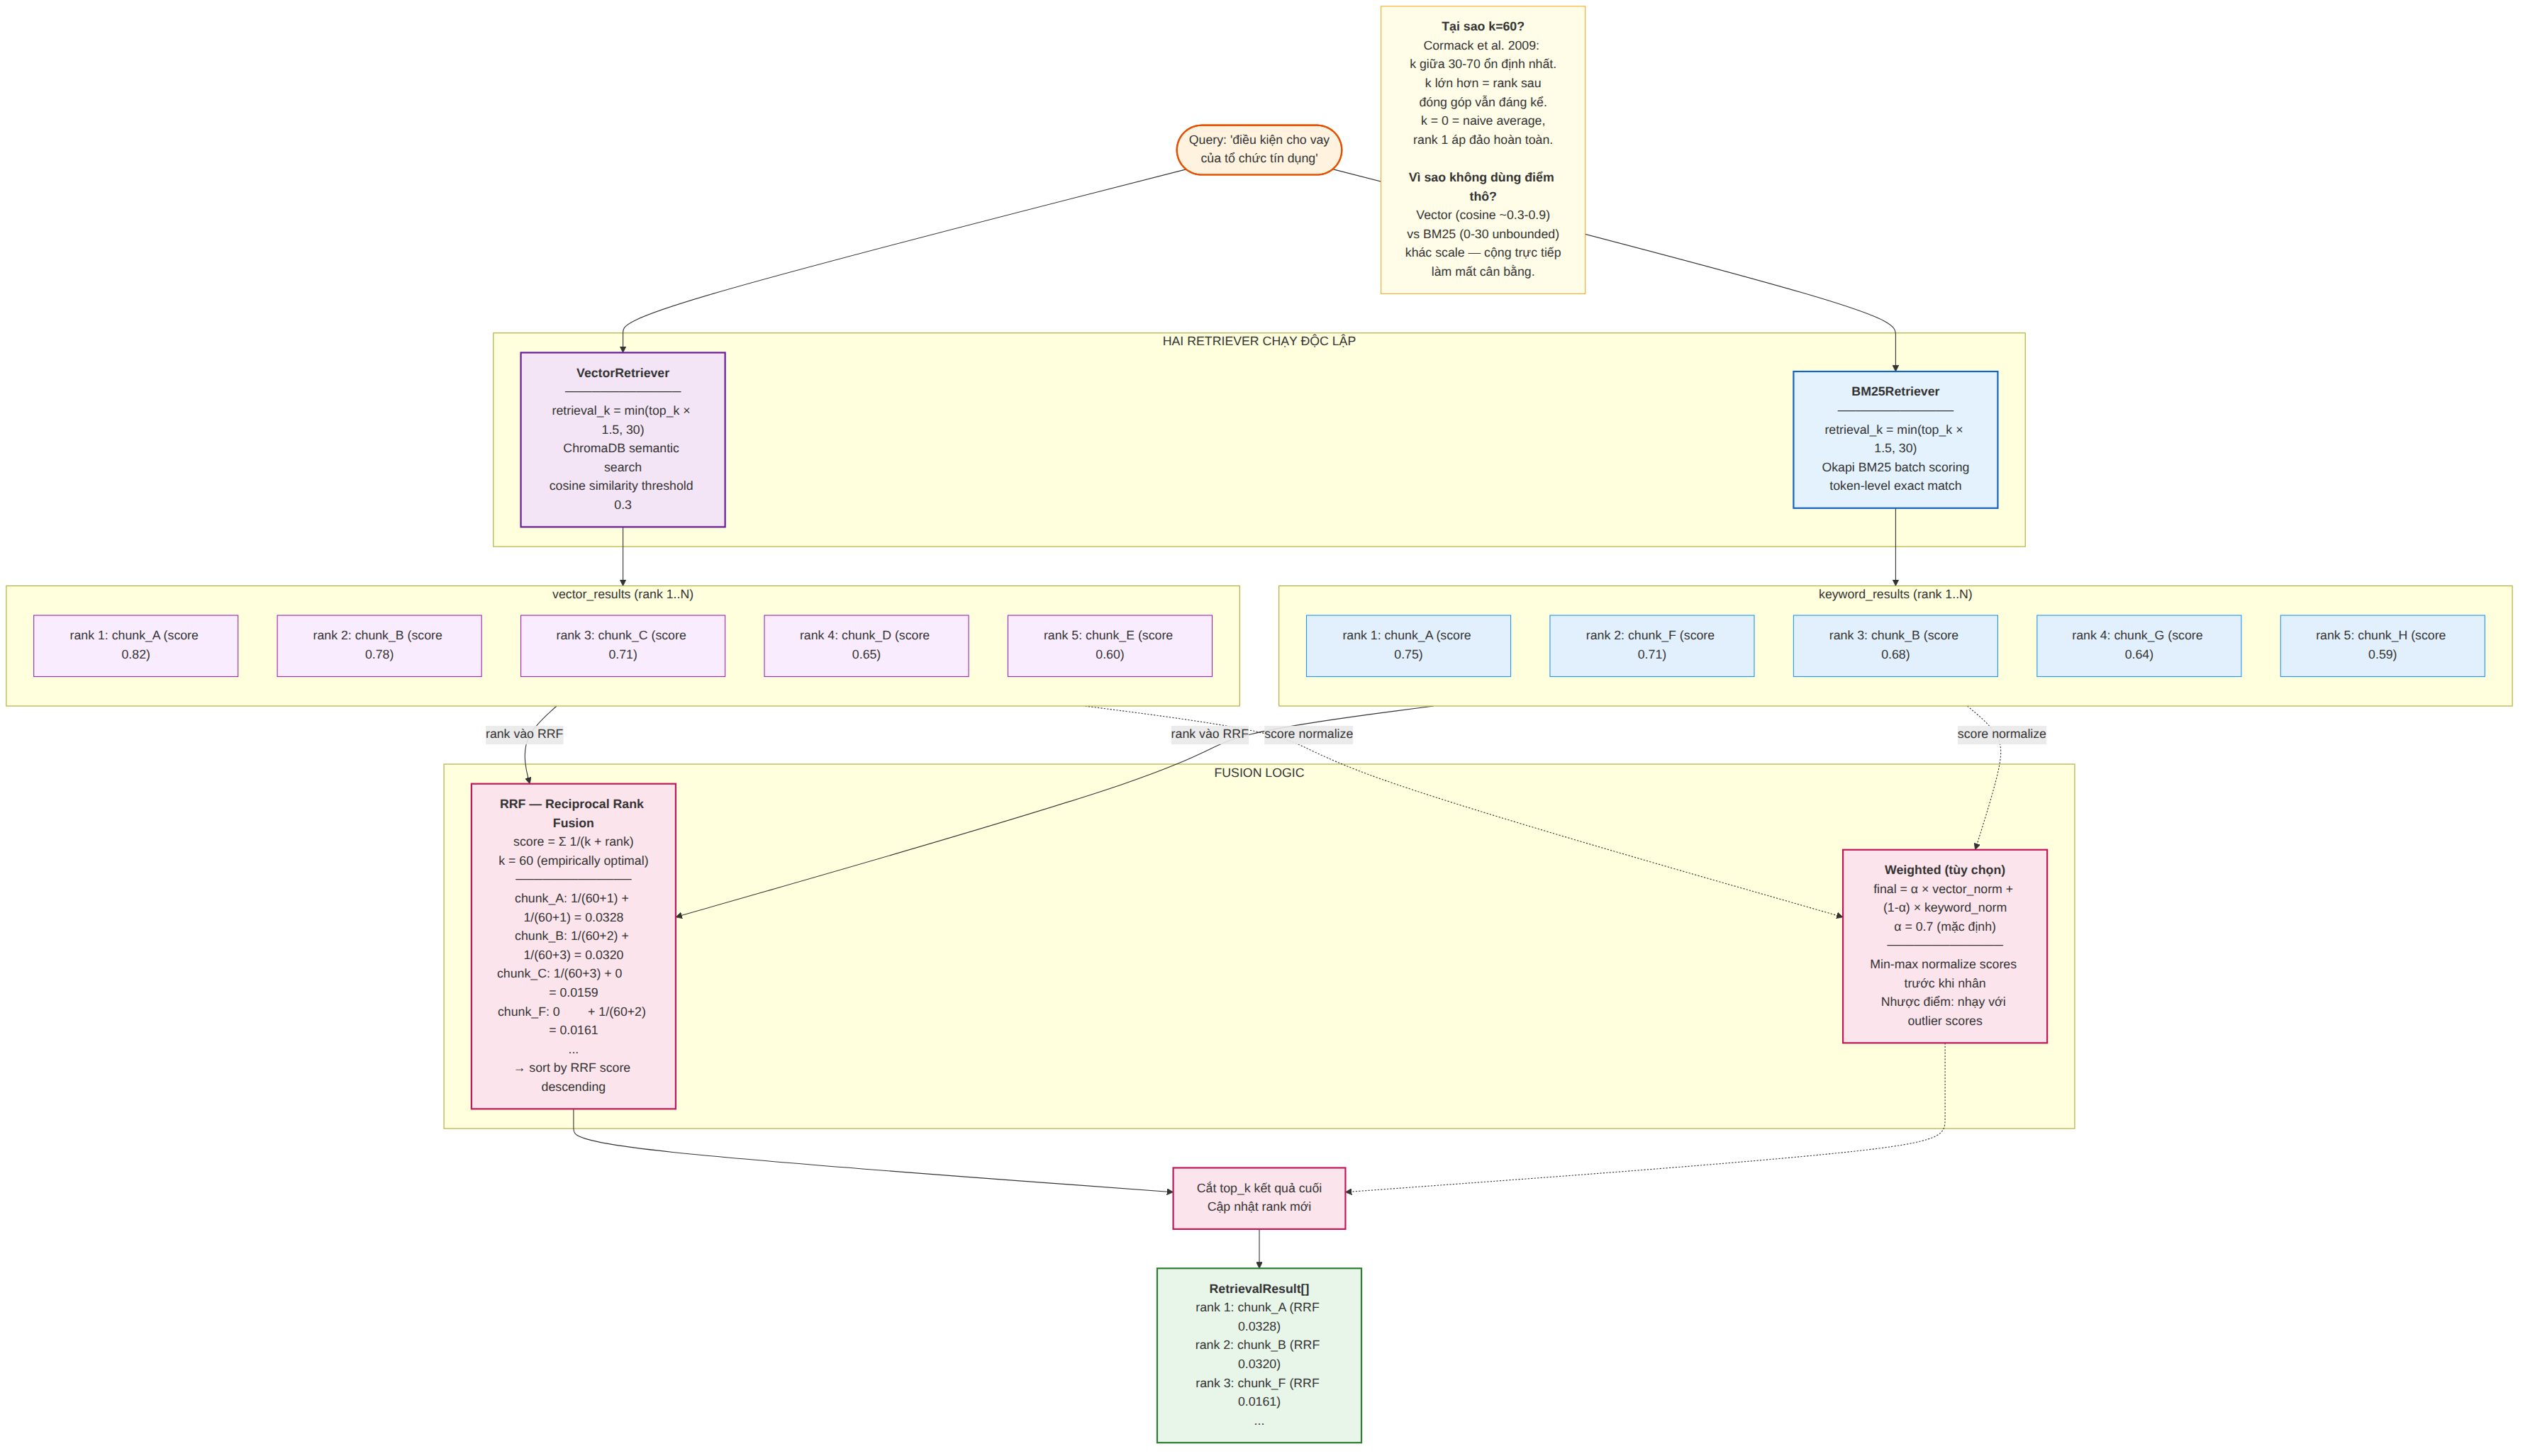 Tại sao k=60?
Cormack et al. 2009:
k giữa 30-70 ổn định nhất.
k lớn hơn = rank sau
đóng góp vẫn đáng kể.
k = 0 = naive average,
rank 1 áp đảo hoàn toàn.
Vì sao không dùng điểm
thô?
Vector (cosine ~0.3-0.9)
vs BM25 (0-30 unbounded)
khác scale — cộng trực tiếp
làm mất cân bằng.
Query: 'điều kiện cho vay
của tổ chức tín dụng'
HAI RETRIEVER CHẠY ĐỘC LẬP
VectorRetriever
retrieval_k = min(top_k ×
1.5, 30)
ChromaDB semantic
search
cosine similarity threshold
0.3
BM25Retriever
retrieval_k = min(top_k ×
1.5, 30)
Okapi BM25 batch scoring
token-level exact match
vector_results (rank 1..N)
rank 1: chunk_A (score
0.82)
rank 2: chunk_B (score
0.78)
rank 3: chunk_C (score
0.71)
rank 4: chunk_D (score
0.65)
rank 5: chunk_E (score
0.60)
keyword_results (rank 1..N)
rank 1: chunk_A (score
0.75)
rank 2: chunk_F (score
0.71)
rank 3: chunk_B (score
0.68)
rank 4: chunk_G (score
0.64)
rank 5: chunk_H (score
0.59)
rank vào RRF
rank vào RRF
score normalize
score normalize
FUSION LOGIC
RRF — Reciprocal Rank
Fusion
score = Σ 1/(k + rank)
k = 60 (empirically optimal)
chunk_A: 1/(60+1) +
1/(60+1) = 0.0328
chunk_B: 1/(60+2) +
1/(60+3) = 0.0320
chunk_C: 1/(60+3) + 0
= 0.0159
chunk_F: 0 + 1/(60+2)
= 0.0161
...
→ sort by RRF score
descending
Weighted (tùy chọn)
final = α × vector_norm +
(1-α) × keyword_norm
α = 0.7 (mặc định)
Min-max normalize scores
trước khi nhân
Nhược điểm: nhạy với
outlier scores
Cắt top_k kết quả cuối
Cập nhật rank mới
RetrievalResult[]
rank 1: chunk_A (RRF
0.0328)
rank 2: chunk_B (RRF
0.0320)
rank 3: chunk_F (RRF
0.0161)
...